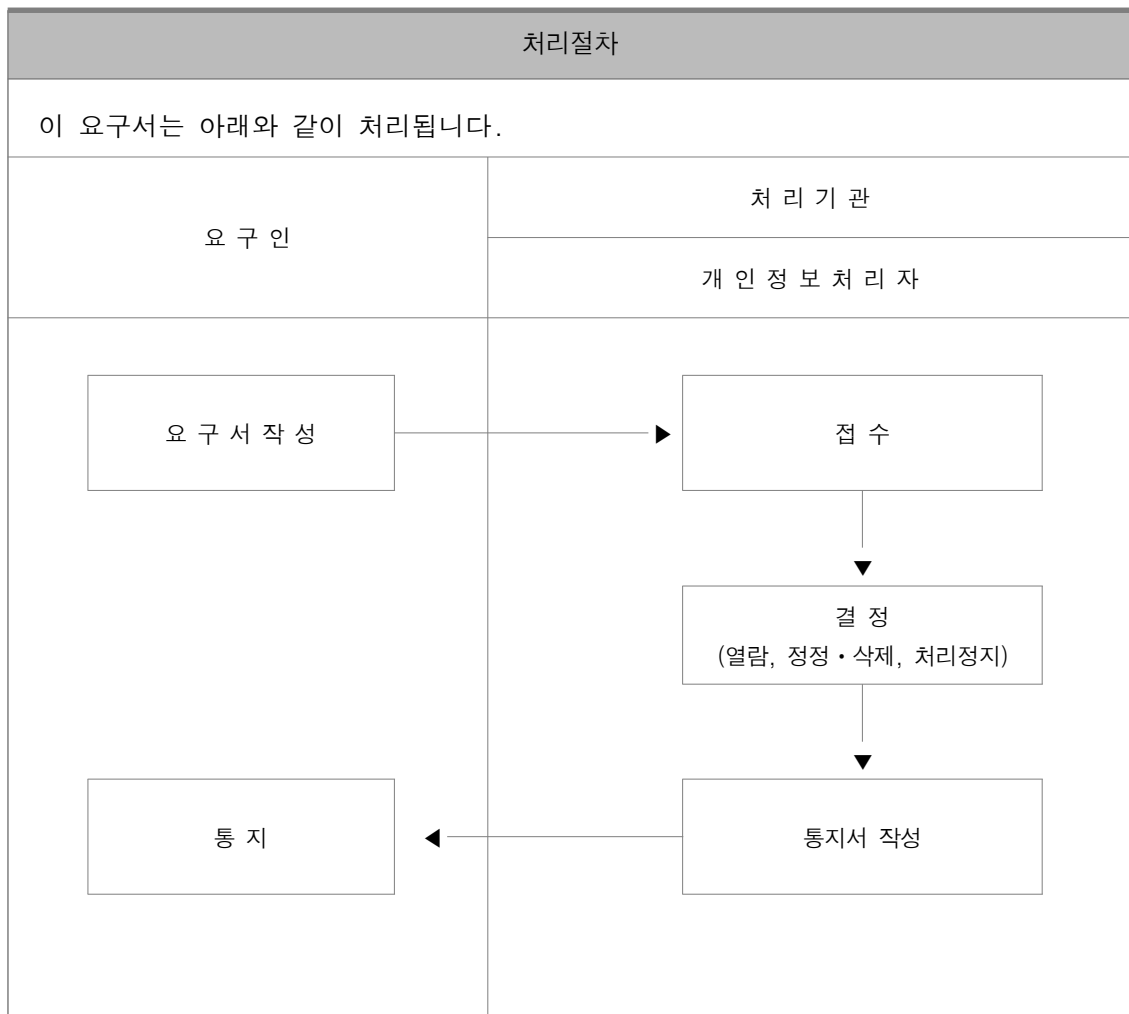 처리절차
이 요구서는 아래와 같이 처리됩니다.
요 구 인
처 리 기 관
개 인 정 보 처 리 자
요 구 서 작 성
접 수
결 정
(열람, 정정・삭제, 처리정지)
통 지
통지서 작성